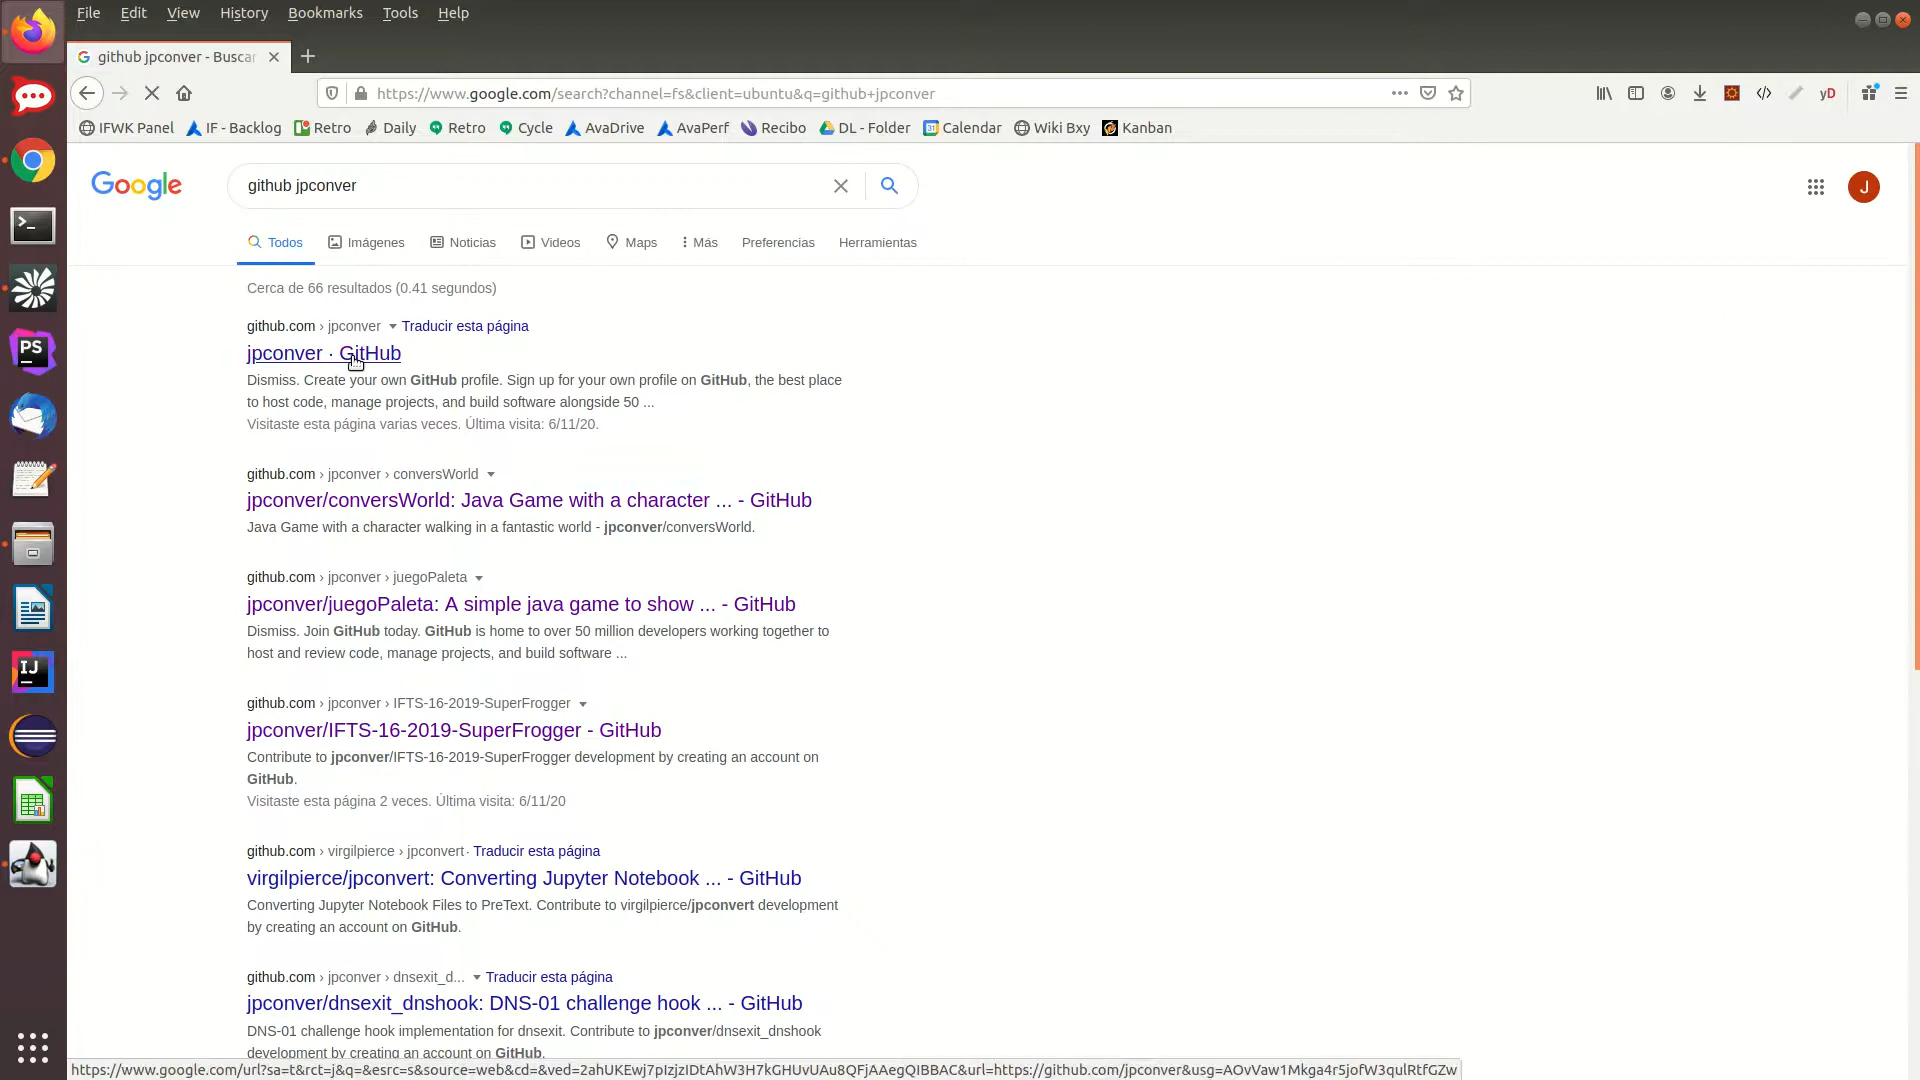 File Edit View History Bookmarks Tools Help
github jpconver - Buscar
https://www.google.com/search?channel=fs&client=ubuntu&q=github+jpconver
yD
IFWK Panel IF - Backlog Retro Daily Retro Cycle AvaDrive AvaPerf Recibo DL - Folder 31 Calendar Wiki Bxy Kanban
Google github jpconver J
Todos Imágenes Noticias Videos Maps Más Preferencias Herramientas
Cerca de 66 resultados (0.41 segundos)
github.com › jpconver Traducir esta página
jpconver · GitHub
Dismiss. Create your own GitHub profile. Sign up for your own profile on GitHub, the best place
to host code, manage projects, and build software alongside 50 ...
Visitaste esta página varias veces. Última visita: 6/11/20.
github.com › jpconver › conversWorld
jpconver/conversWorld: Java Game with a character ... - GitHub
Java Game with a character walking in a fantastic world - jpconver/conversWorld.
github.com › jpconver › juegoPaleta
jpconver/juegoPaleta: A simple java game to show ... - GitHub
Dismiss. Join GitHub today. GitHub is home to over 50 million developers working together to
host and review code, manage projects, and build software ...
github.com › jpconver › IFTS-16-2019-SuperFrogger
jpconver/IFTS-16-2019-SuperFrogger - GitHub
Contribute to jpconver/IFTS-16-2019-SuperFrogger development by creating an account on
GitHub.
Visitaste esta página 2 veces. Última visita: 6/11/20
github.com › virgilpierce › jpconvert · Traducir esta página
virgilpierce/jpconvert: Converting Jupyter Notebook ... - GitHub
Converting Jupyter Notebook Files to PreText. Contribute to virgilpierce/jpconvert development
by creating an account on GitHub.
github.com › jpconver › dnsexit_d... Traducir esta página
jpconver/dnsexit_dnshook: DNS-01 challenge hook ... - GitHub
DNS-01 challenge hook implementation for dnsexit. Contribute to jpconver/dnsexit_dnshook
development by creating an account on GitHub.
https://www.google.com/url?sa=t&rct=j&q=&esrc=s&source=web&cd=&ved=2ahUKEwj7pIzjzIDtAhW3H7kGHUvUAu8QFjAAegQIBBAC&url=https://github.com/jpconver&usg=AOvVaw1Mkga4r5jofW3qulRtfGZw
PS
IJ